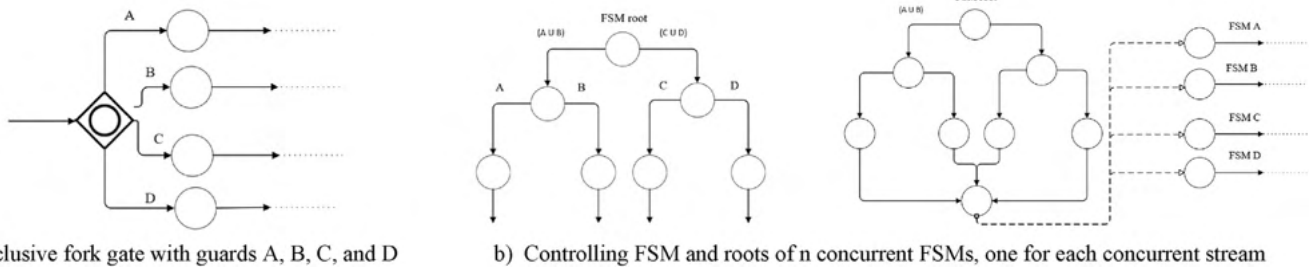 A
B
C
D
FSM root
(A U B)
(C U D)
A
B
C
D
(A U B)
FSM A
FSM B
FSM C
FSM D
clusive fork gate with guards A, B, C, and D
b) Controlling FSM and roots of n concurrent FSMs, one for each concurrent stream